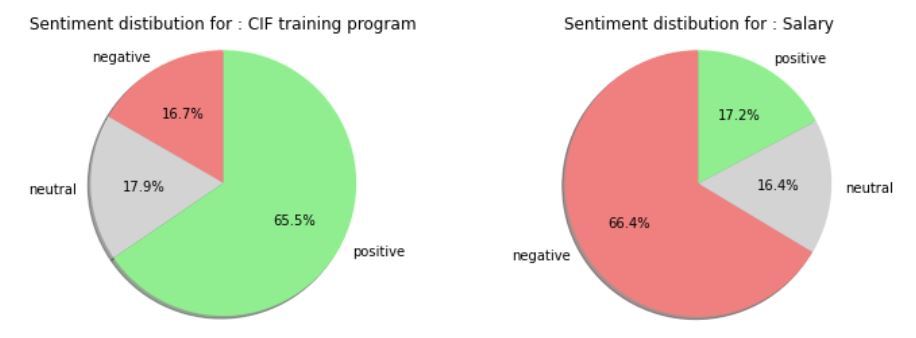 Sentiment distibution for : CIF training program
negative
16.7%
neutral
17.9%
65.5%
positive
Sentiment distibution for : Salary
positive
17.2%
16.4%
neutral
66.4%
negative